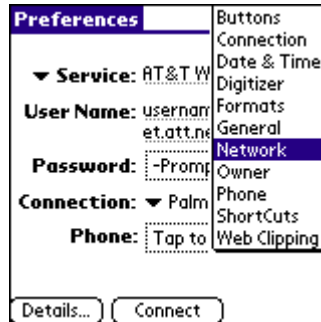 Preferences
Service: AT&T W
User Name: usernam
et.att.ne
Password: -Promp
Connection: Palm
Phone: Tap to
Details... Connect
Buttons
Connection
Date & Time
Digitizer
Formats
General
Network
Owner
Phone
ShortCuts
Web Clipping